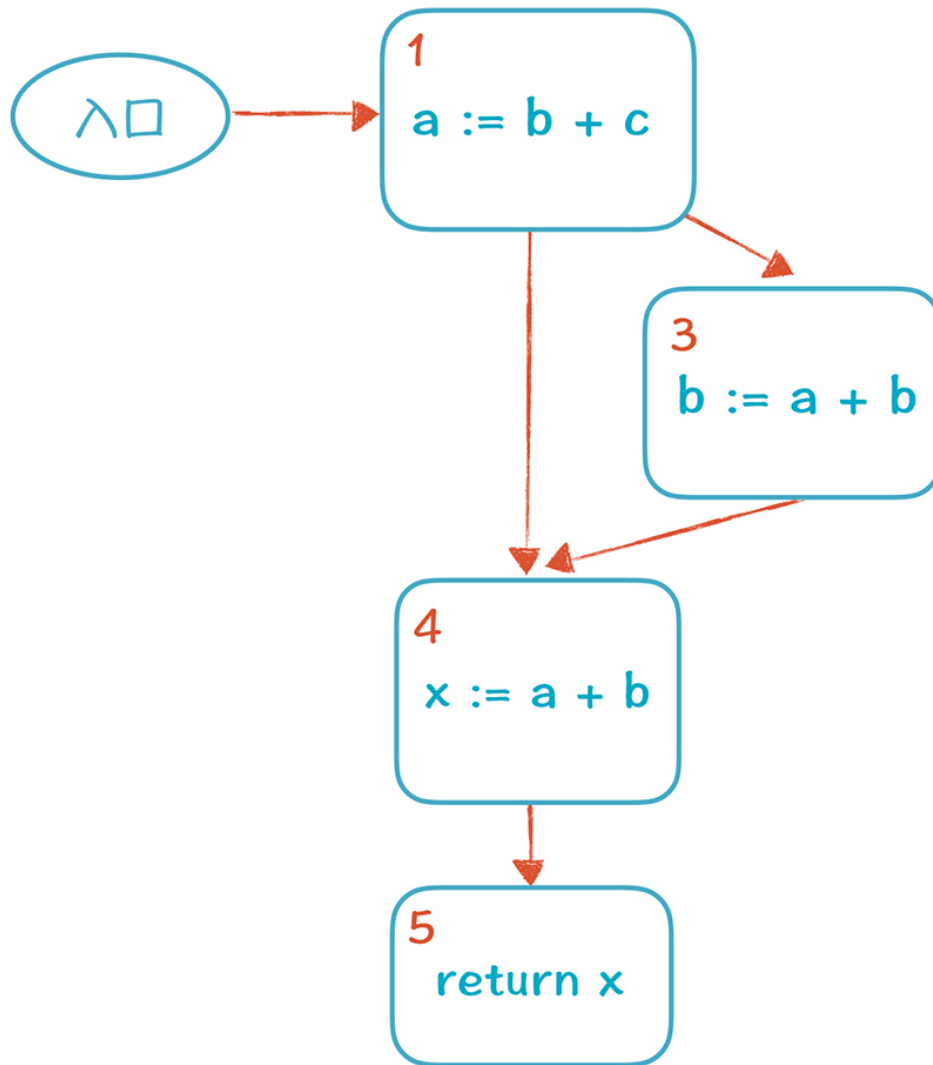 入口
1
a := b + c
3
b := a + b
4
x := a + b
5
return x